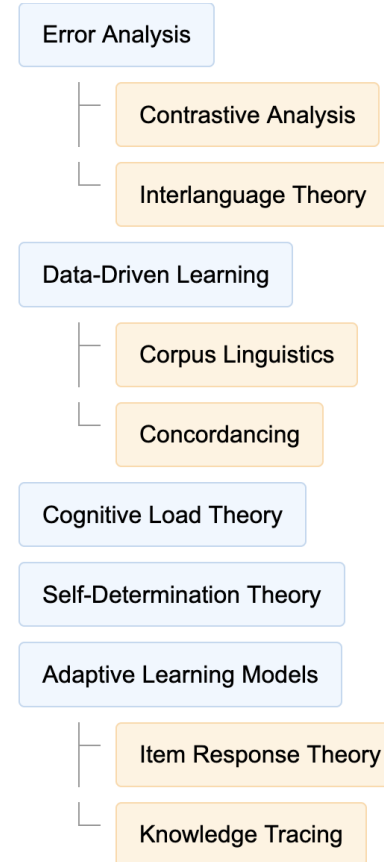 Error Analysis
Contrastive Analysis
Interlanguage Theory
Data-Driven Learning
Corpus Linguistics
Concordancing
Cognitive Load Theory
Self-Determination Theory
Adaptive Learning Models
Item Response Theory
Knowledge Tracing